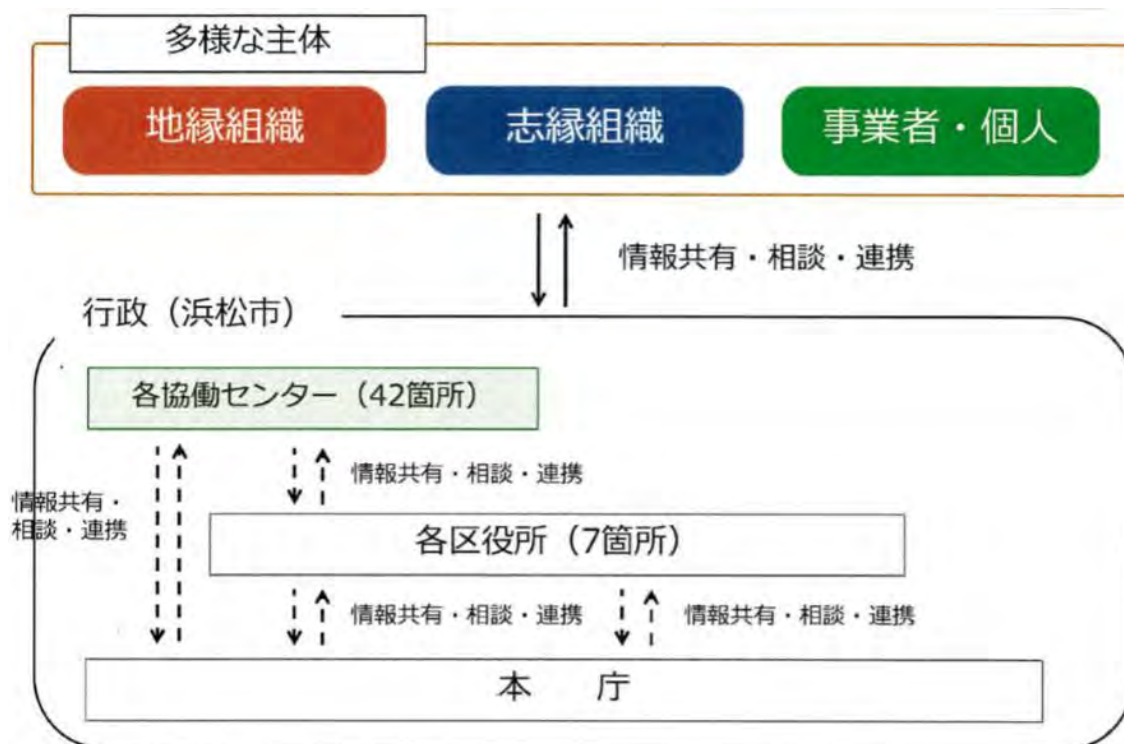 多様な主体
地縁組織
志縁組織
事業者・個人
情報共有・相談・連携
行政（浜松市）
各協働センター（42箇所）
情報共有・相談・連携
情報共有・
相談・連携
各区役所（7箇所）
情報共有・相談・連携
情報共有・相談・連携
本　庁